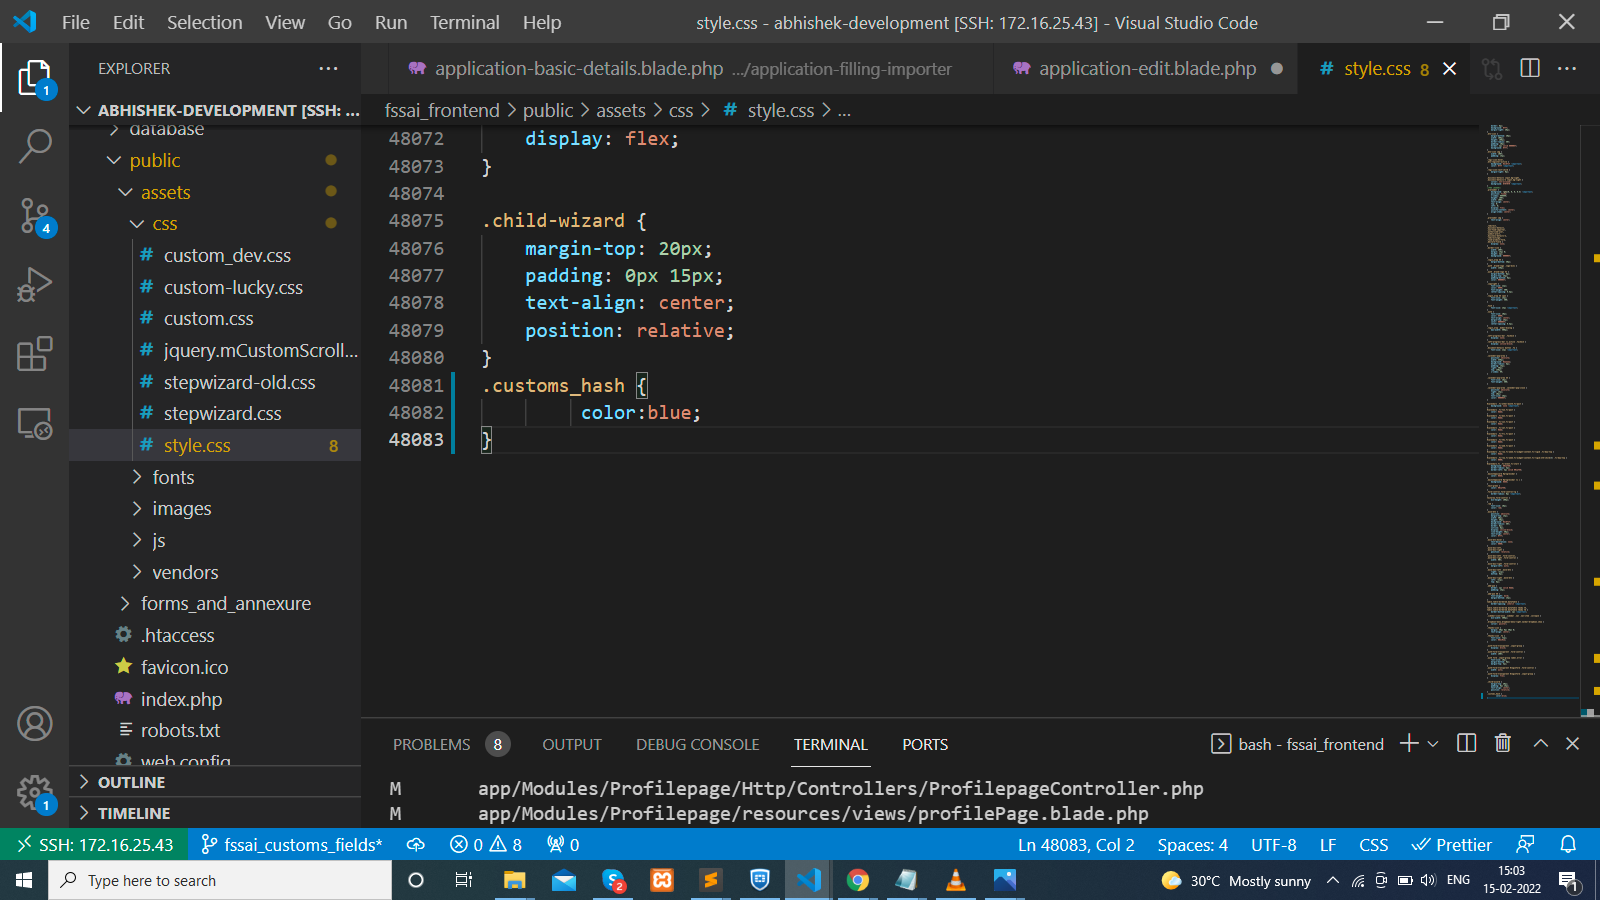 File Edit Selection View Go Run Terminal Help
style.css - abhishek-development [SSH: 172.16.25.43] - Visual Studio Code
EXPLORER
application-basic-details.blade.php .../application-filling-importer
application-edit.blade.php
# style.css 8
ABHISHEK-DEVELOPMENT [SSH: ...
fssai_frontend > public > assets > css > # style.css > ...
database
public
assets
css
# custom_dev.css
# custom-lucky.css
# custom.css
# jquery.mCustomScroll...
# stepwizard-old.css
# stepwizard.css
# style.css 8
fonts
images
js
vendors
forms_and_annexure
.htaccess
favicon.ico
index.php
robots.txt
web.config
OUTLINE
TIMELINE
1
4
1
48072 display: flex;
48073 }
48074
48075 .child-wizard {
48076 margin-top: 20px;
48077 padding: 0px 15px;
48078 text-align: center;
48079 position: relative;
48080 }
48081 .customs_hash {
48082 color:blue;
48083 }
PROBLEMS 8 OUTPUT DEBUG CONSOLE TERMINAL PORTS
bash - fssai_frontend
M app/Modules/Profilepage/Http/Controllers/ProfilepageController.php
M app/Modules/Profilepage/resources/views/profilePage.blade.php
SSH: 172.16.25.43 fssai_customs_fields* 0 8 0
Ln 48083, Col 2 Spaces: 4 UTF-8 LF CSS Prettier
Type here to search
2
30°C Mostly sunny
ENG
15:03
15-02-2022
1